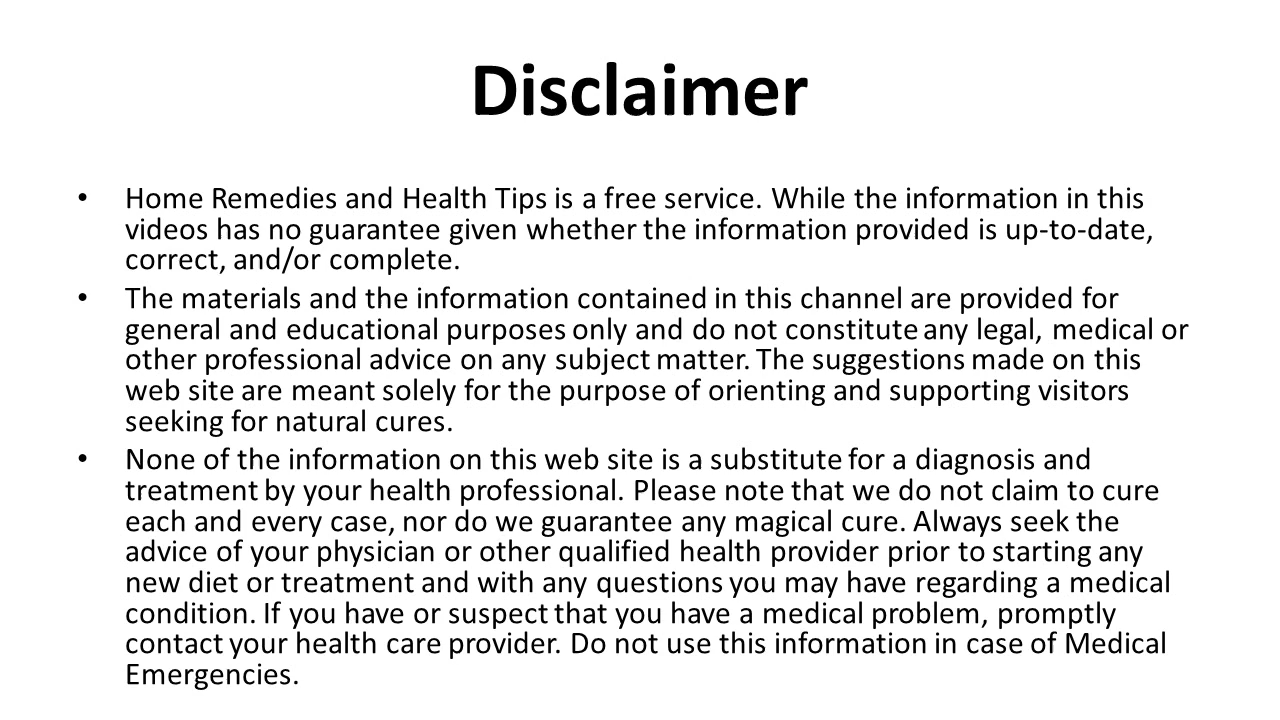 Disclaimer
• Home Remedies and Health Tips is a free service. While the information in this
videos has no guarantee given whether the information provided is up-to-date,
correct, and/or complete.
• The materials and the information contained in this channel are provided for
general and educational purposes only and do not constitute any legal, medical or
other professional advice on any subject matter. The suggestions made on this
web site are meant solely for the purpose of orienting and supporting visitors
seeking for natural cures.
• None of the information on this web site is a substitute for a diagnosis and
treatment by your health professional. Please note that we do not claim to cure
each and every case, nor do we guarantee any magical cure. Always seek the
advice of your physician or other qualified health provider prior to starting any
new diet or treatment and with any questions you may have regarding a medical
condition. If you have or suspect that you have a medical problem, promptly
contact your health care provider. Do not use this information in case of Medical
Emergencies.